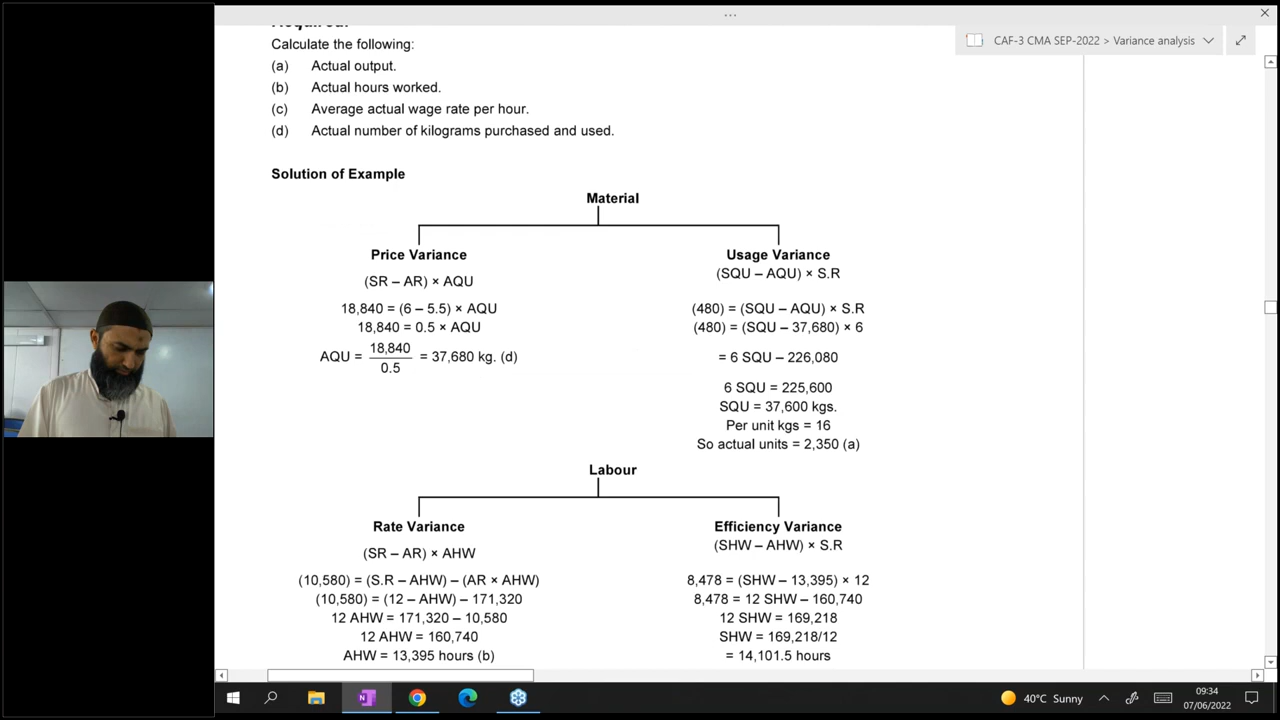 ...
CAF-3 CMA SEP-2022 > Variance analysis
Required:
Calculate the following:
(a) Actual output.
(b) Actual hours worked.
(c) Average actual wage rate per hour.
(d) Actual number of kilograms purchased and used.
Solution of Example
Material
Price Variance
(SR – AR) × AQU
18,840 = (6 – 5.5) × AQU
18,840 = 0.5 × AQU
AQU = 18,840 / 0.5 = 37,680 kg. (d)
Usage Variance
(SQU – AQU) × S.R
(480) = (SQU – AQU) × S.R
(480) = (SQU – 37,680) × 6
= 6 SQU – 226,080
6 SQU = 225,600
SQU = 37,600 kgs.
Per unit kgs = 16
So actual units = 2,350 (a)
Labour
Rate Variance
(SR – AR) × AHW
(10,580) = (S.R – AHW) – (AR × AHW)
(10,580) = (12 – AHW) – 171,320
12 AHW = 171,320 – 10,580
12 AHW = 160,740
AHW = 13,395 hours (b)
Efficiency Variance
(SHW – AHW) × S.R
8,478 = (SHW – 13,395) × 12
8,478 = 12 SHW – 160,740
12 SHW = 169,218
SHW = 169,218/12
= 14,101.5 hours
40°C Sunny
09:34
07/06/2022